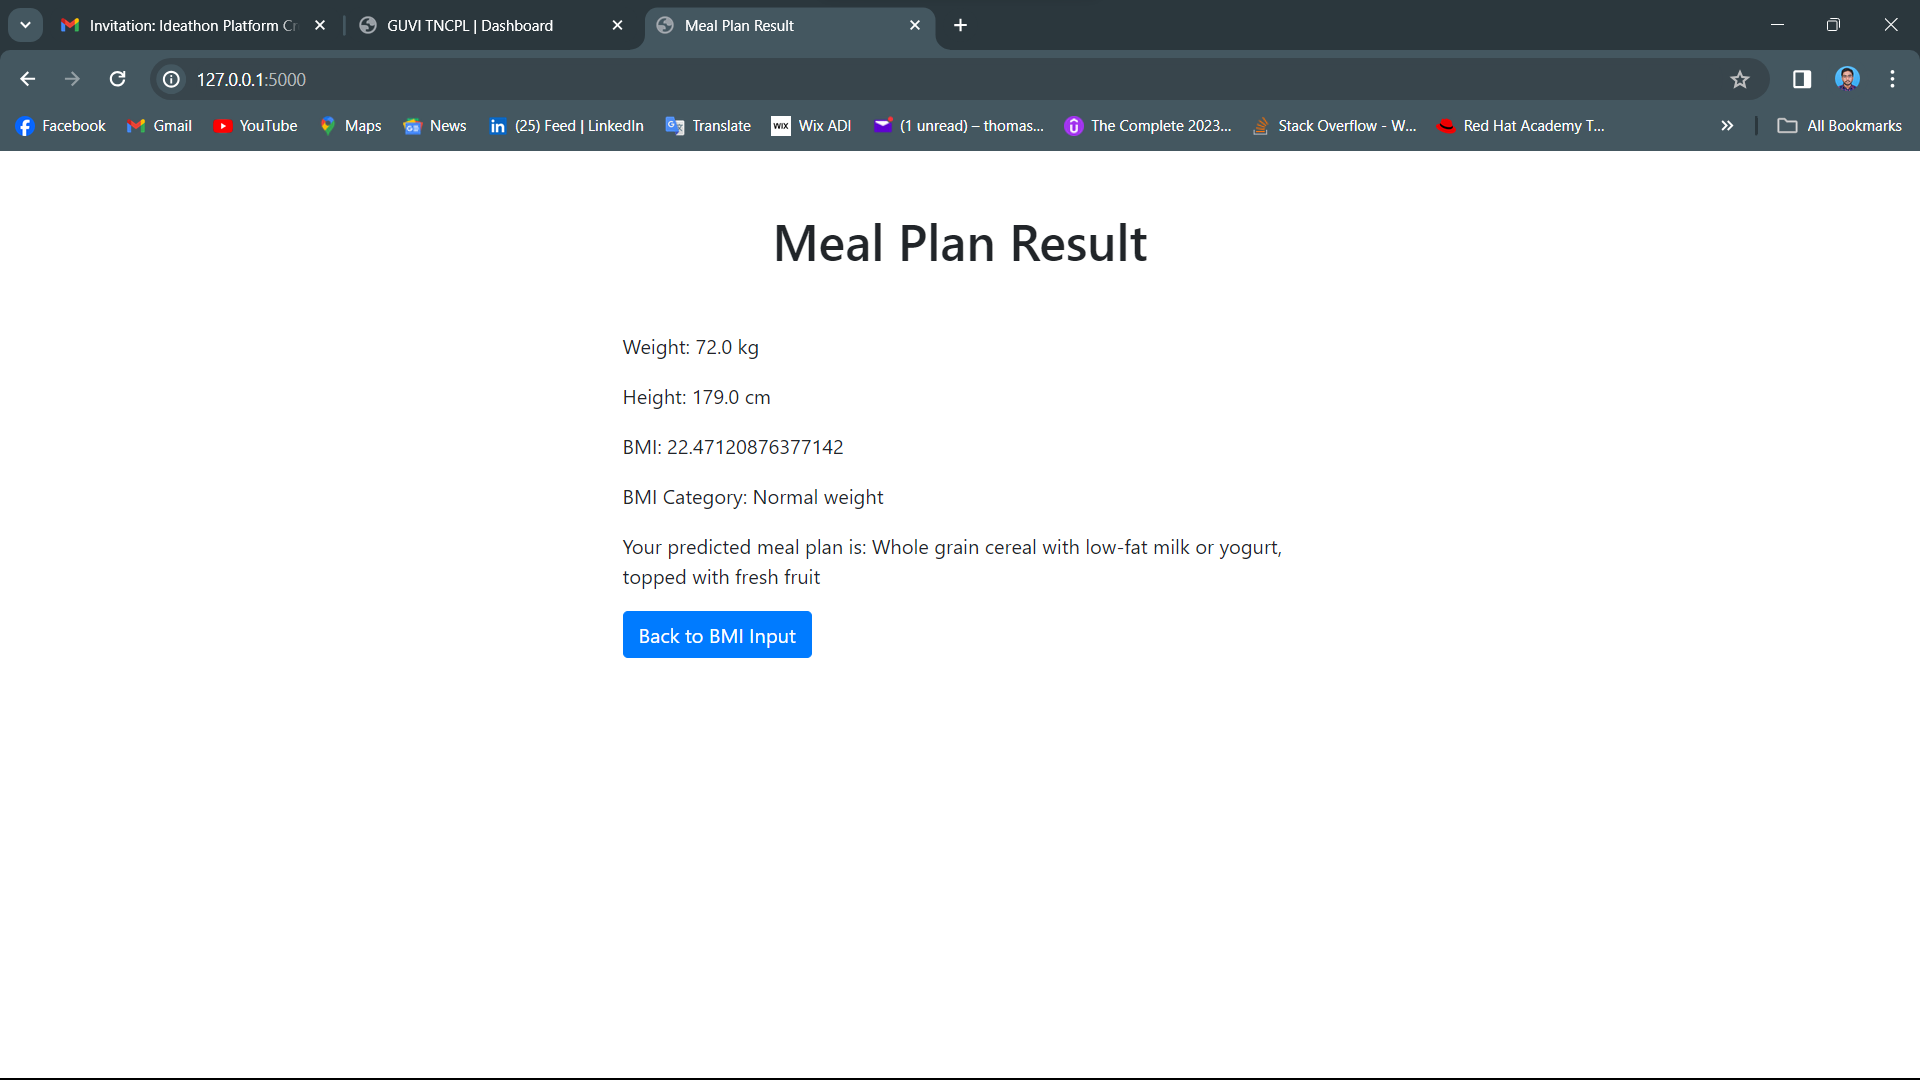 Invitation: Ideathon Platform Cr
GUVI TNCPL | Dashboard
Meal Plan Result
127.0.0.1:5000
Facebook
Gmail
YouTube
Maps
News
(25) Feed | LinkedIn
Translate
WIX
Wix ADI
(1 unread) – thomas...
The Complete 2023...
Stack Overflow - W...
Red Hat Academy T...
All Bookmarks
Meal Plan Result
Weight: 72.0 kg
Height: 179.0 cm
BMI: 22.47120876377142
BMI Category: Normal weight
Your predicted meal plan is: Whole grain cereal with low-fat milk or yogurt,
topped with fresh fruit
Back to BMI Input